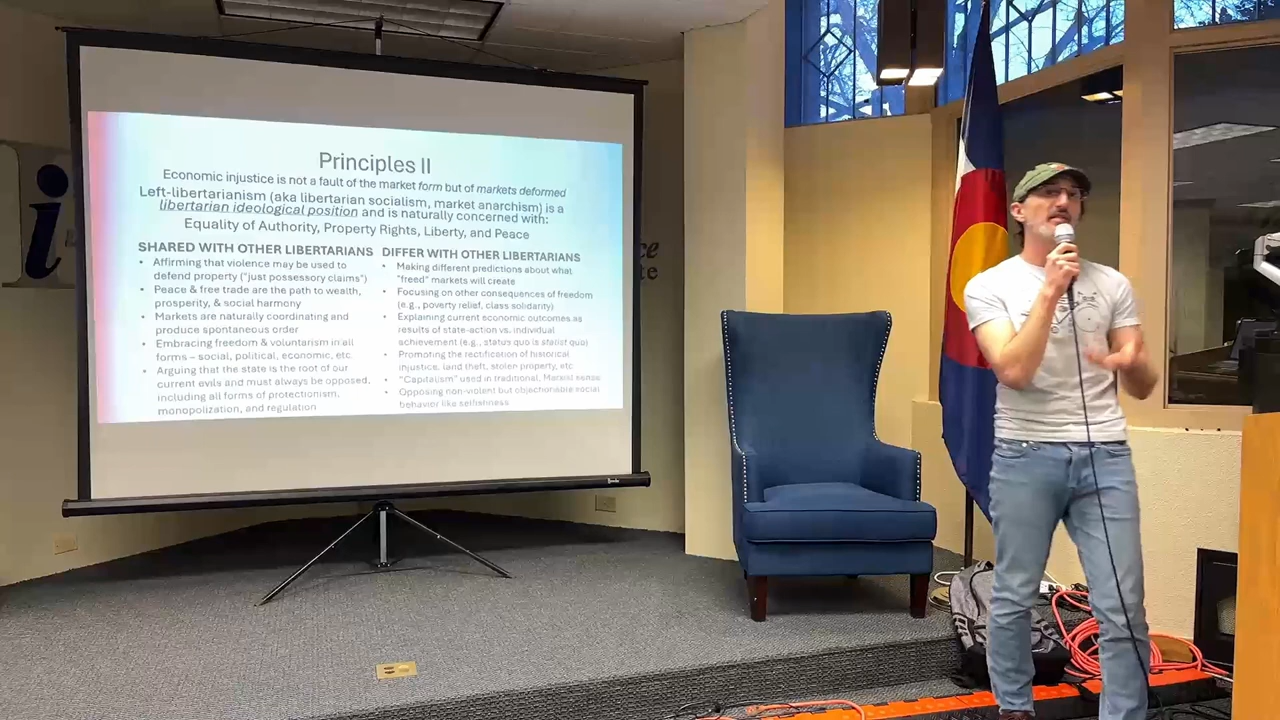 Principles II
Economic injustice is not a fault of the market form but of markets deformed
Left-libertarianism (aka libertarian socialism, market anarchism) is a
libertarian ideological position and is naturally concerned with:
Equality of Authority, Property Rights, Liberty, and Peace
SHARED WITH OTHER LIBERTARIANS
• Affirming that violence may be used to
defend property ("just possessory claims")
• Peace & free trade are the path to wealth,
prosperity, & social harmony
• Markets are naturally coordinating and
produce spontaneous order
• Embracing freedom & voluntarism in all
forms – social, political, economic, etc.
• Arguing that the state is the root of our
current evils and must always be opposed,
including all forms of protectionism,
monopolization, and regulation
DIFFER WITH OTHER LIBERTARIANS
• Making different predictions about what
"freed" markets will create
• Focusing on other consequences of freedom
(e.g., poverty relief, class solidarity)
• Explaining current economic outcomes as
results of state-action vs. individual
achievement (e.g., status quo is statist quo)
• Promoting the rectification of historical
injustice, land theft, stolen property, etc
• "Capitalism" used in traditional, Marxist sense
• Opposing non-violent but objectionable social
behavior like selfishness